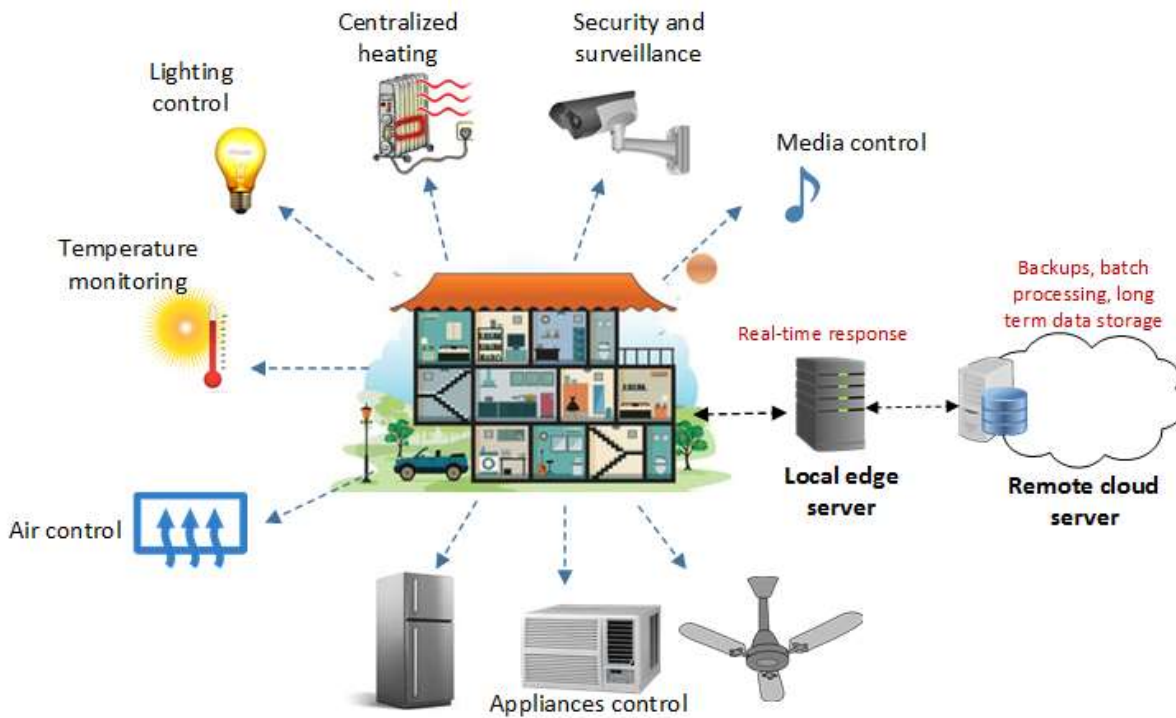 Centralized
heating
Security and
surveillance
Lighting
control
Media control
Temperature
monitoring
Backups, batch
processing, long
term data storage
Real-time response
Local edge
server
Remote cloud
server
Air control
Appliances control